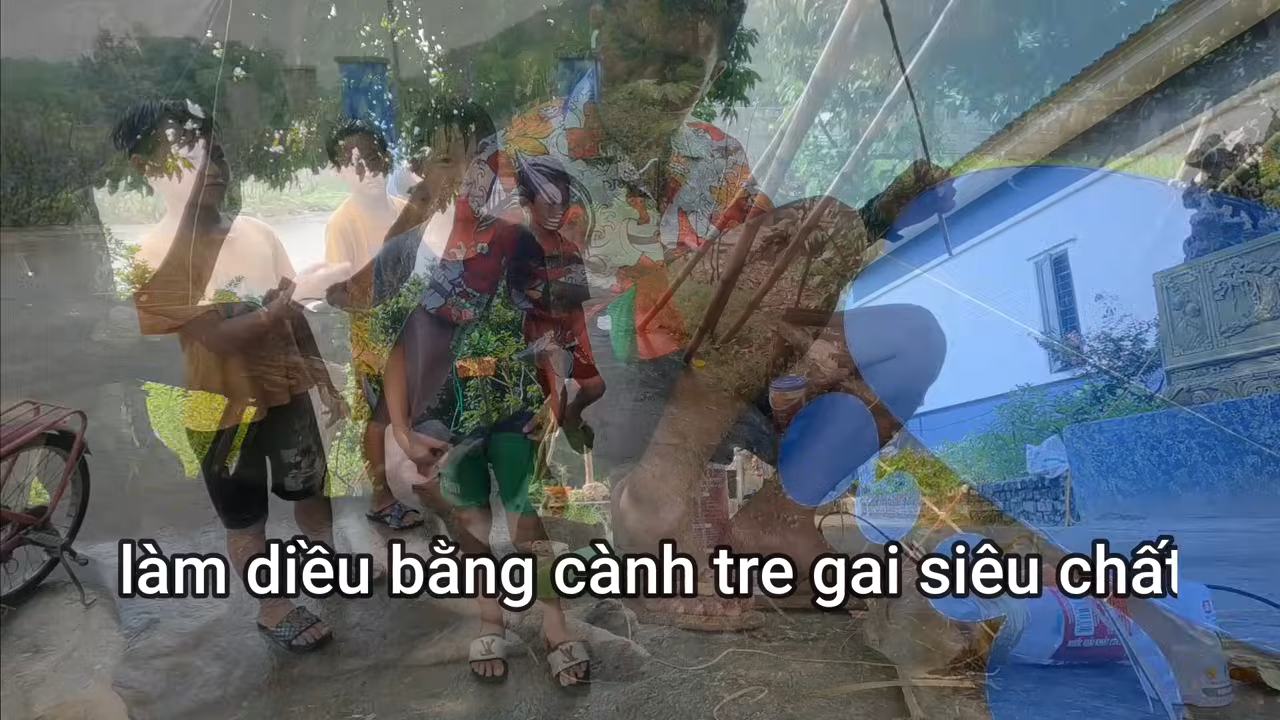 làm diều bằng cành tre gai siêu chất